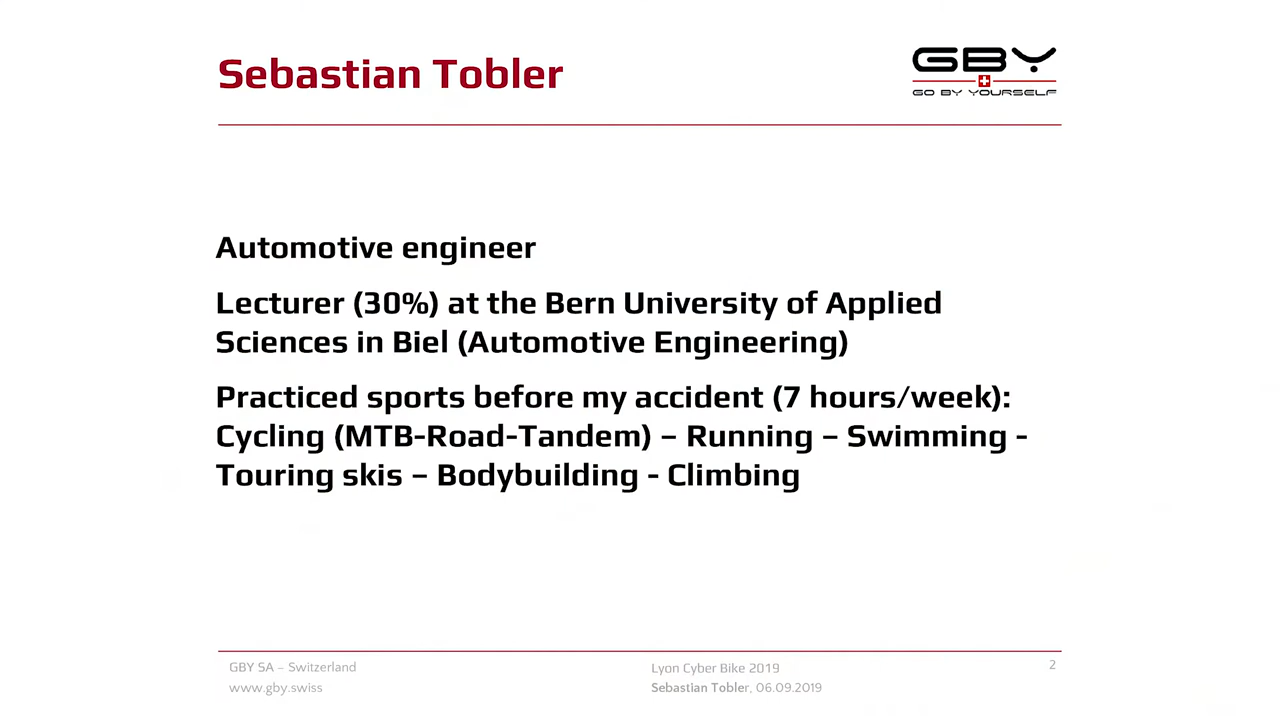 Sebastian Tobler
GBY
GO BY YOURSELF
Automotive engineer
Lecturer (30%) at the Bern University of Applied
Sciences in Biel (Automotive Engineering)
Practiced sports before my accident (7 hours/week):
Cycling (MTB-Road-Tandem) – Running – Swimming -
Touring skis – Bodybuilding - Climbing
GBY SA – Switzerland
www.gby.swiss
Lyon Cyber Bike 2019
Sebastian Tobler, 06.09.2019
2